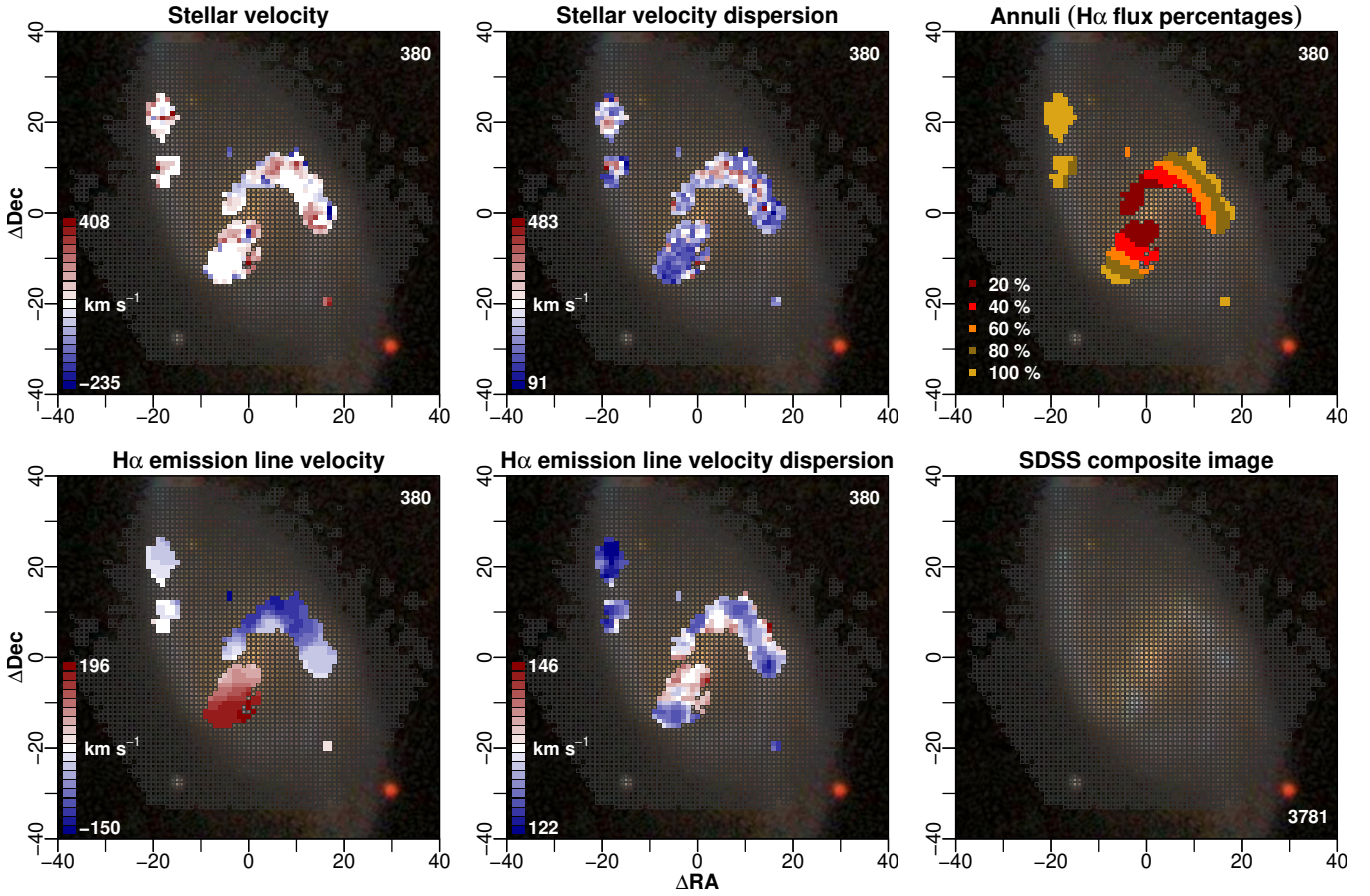 Stellar velocity
Stellar velocity dispersion
Annuli (Hα flux percentages)
380
380
380
40
20
0
−20
−40
ΔDec
408
km s⁻¹
−235
483
km s⁻¹
91
20 %
40 %
60 %
80 %
100 %
−40 −20 0 20 40
−40 −20 0 20 40
−40 −20 0 20 40
Hα emission line velocity
Hα emission line velocity dispersion
SDSS composite image
380
380
40
20
0
−20
−40
ΔDec
196
km s⁻¹
−150
146
km s⁻¹
122
3781
−40 −20 0 20 40
−40 −20 0 20 40
−40 −20 0 20 40
ΔRA